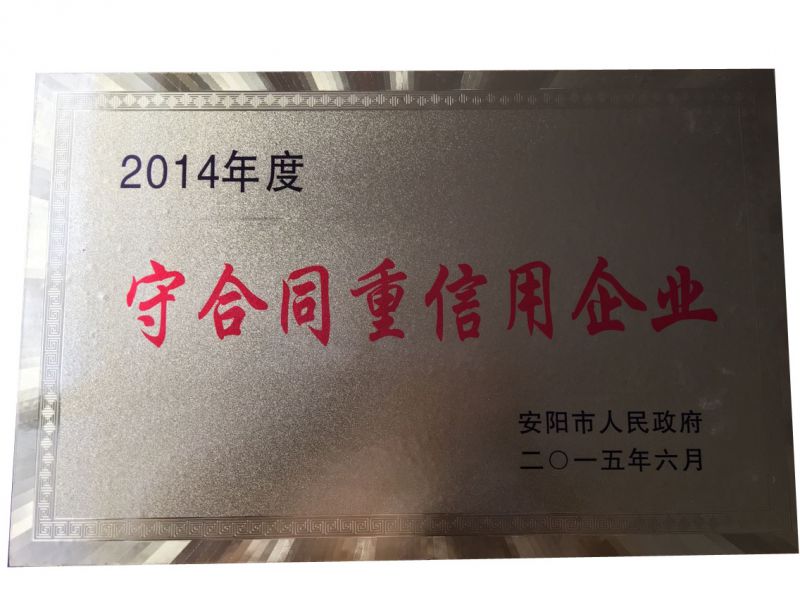 2014年度
守合同重信用企业
安阳市人民政府
二〇一五年六月